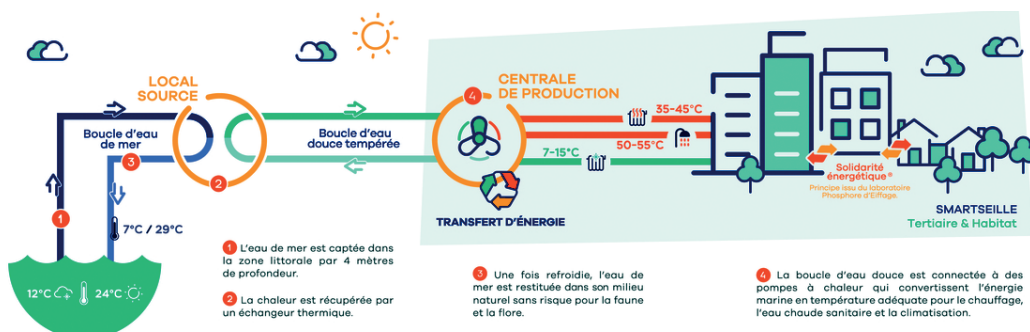 LOCAL
SOURCE
Boucle d'eau
de mer
3
2
1
7°C / 29°C
12°C
24°C
Boucle d'eau
douce tempérée
4
CENTRALE
DE PRODUCTION
35-45°C
50-55°C
7-15°C
TRANSFERT D'ÉNERGIE
Solidarité
énergétique®
Principe issu du laboratoire
Phosphore d'Eiffage.
SMARTSEILLE
Tertiaire & Habitat
1 L'eau de mer est captée dans
la zone littorale par 4 mètres
de profondeur.
2 La chaleur est récupérée par
un échangeur thermique.
3 Une fois refroidie, l'eau de
mer est restituée dans son milieu
naturel sans risque pour la faune
et la flore.
4 La boucle d'eau douce est connectée à des
pompes à chaleur qui convertissent l'énergie
marine en température adéquate pour le chauffage,
l'eau chaude sanitaire et la climatisation.